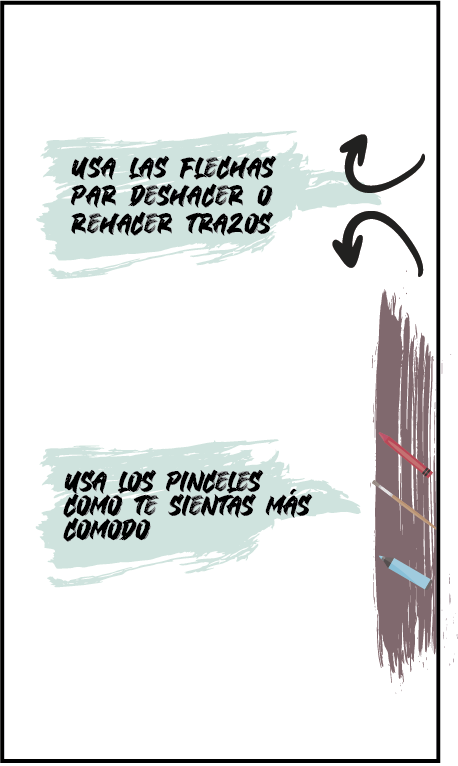 USA LAS FLECHAS
PAR DESHACER O
REHACER TRAZOS
USA LOS PINCELES
COMO TE SIENTAS MÁS
COMODO